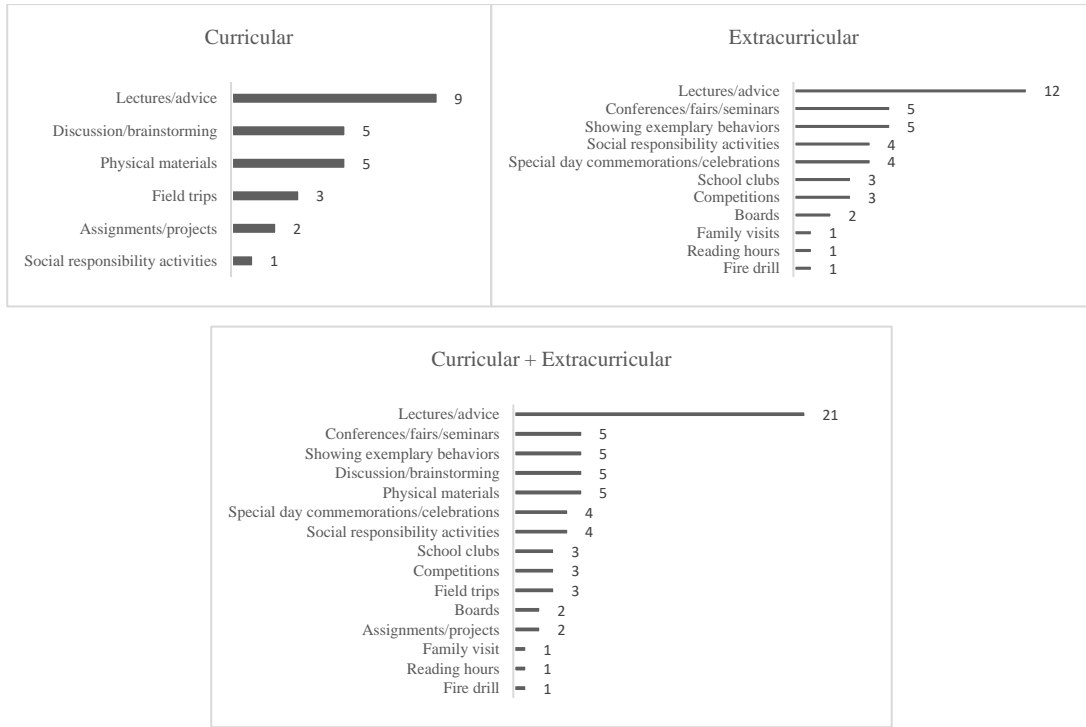 Curricular
Lectures/advice 9
Discussion/brainstorming 5
Physical materials 5
Field trips 3
Assignments/projects 2
Social responsibility activities 1
Extracurricular
Lectures/advice 12
Conferences/fairs/seminars 5
Showing exemplary behaviors 5
Social responsibility activities 4
Special day commemorations/celebrations 4
School clubs 3
Competitions 3
Boards 2
Family visits 1
Reading hours 1
Fire drill 1
Curricular + Extracurricular
Lectures/advice 21
Conferences/fairs/seminars 5
Showing exemplary behaviors 5
Discussion/brainstorming 5
Physical materials 5
Special day commemorations/celebrations 4
Social responsibility activities 4
School clubs 3
Competitions 3
Field trips 3
Boards 2
Assignments/projects 2
Family visit 1
Reading hours 1
Fire drill 1